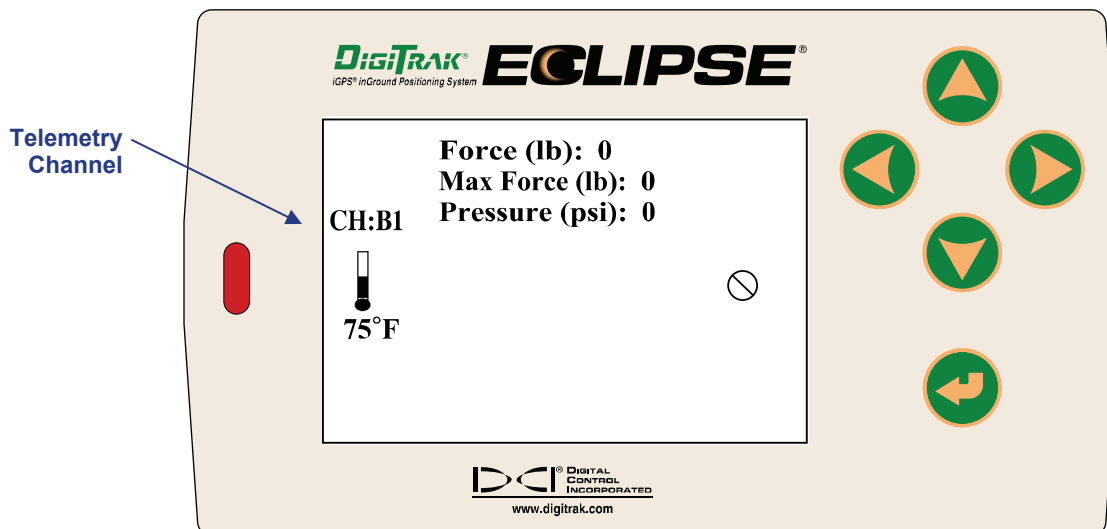 DIGITRAK® ECLIPSE®
iGPS® inGround Positioning System
Telemetry
Channel
Force (lb): 0
Max Force (lb): 0
Pressure (psi): 0
CH:B1
75°F
DCI® DIGITAL
CONTROL
INCORPORATED
www.digitrak.com